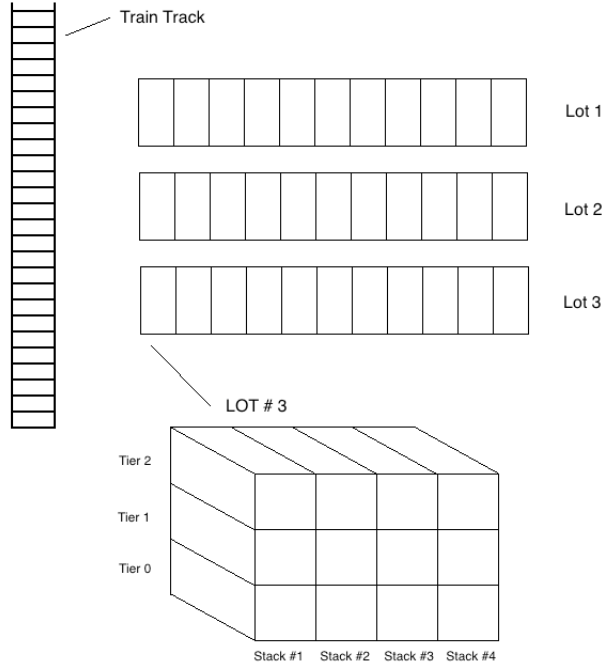 Train Track
Lot 1
Lot 2
Lot 3
LOT # 3
Tier 2
Tier 1
Tier 0
Stack #1 Stack #2 Stack #3 Stack #4